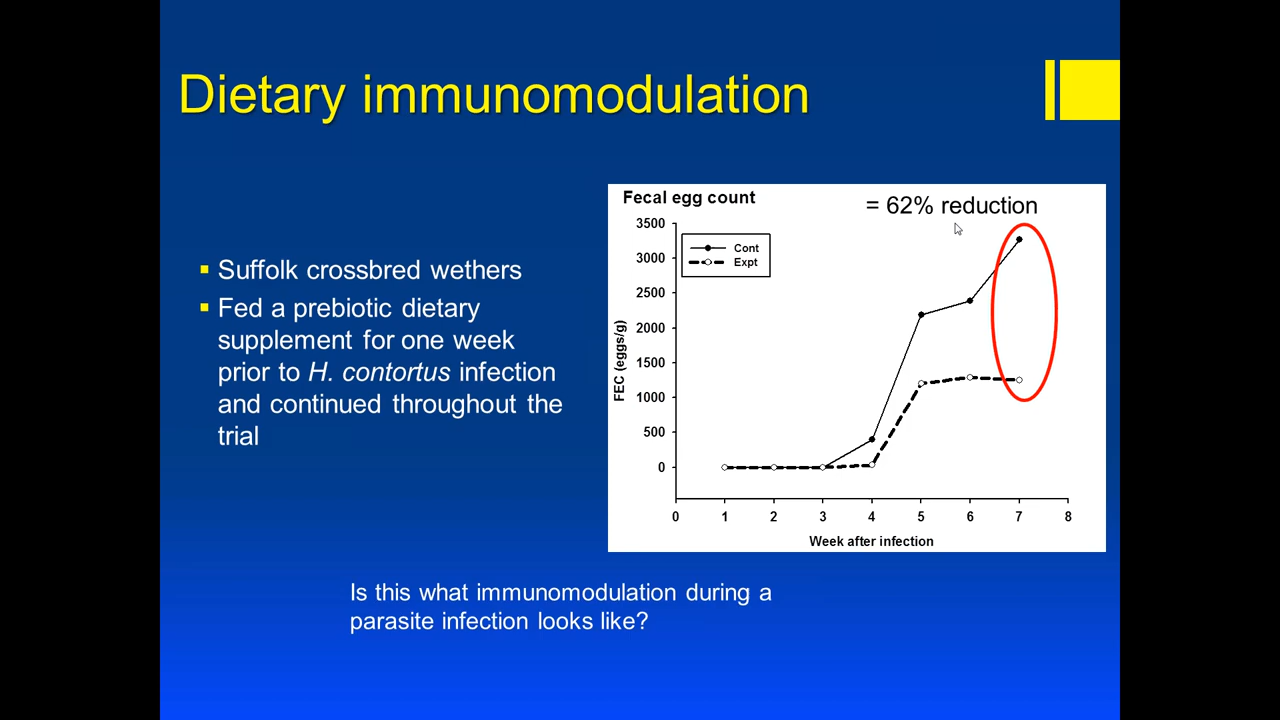 Dietary immunomodulation
▪ Suffolk crossbred wethers
▪ Fed a prebiotic dietary
supplement for one week
prior to H. contortus infection
and continued throughout the
trial
Fecal egg count
= 62% reduction
Cont
Expt
FEC (eggs/g)
3500
3000
2500
2000
1500
1000
500
0
0 1 2 3 4 5 6 7 8
Week after infection
Is this what immunomodulation during a
parasite infection looks like?